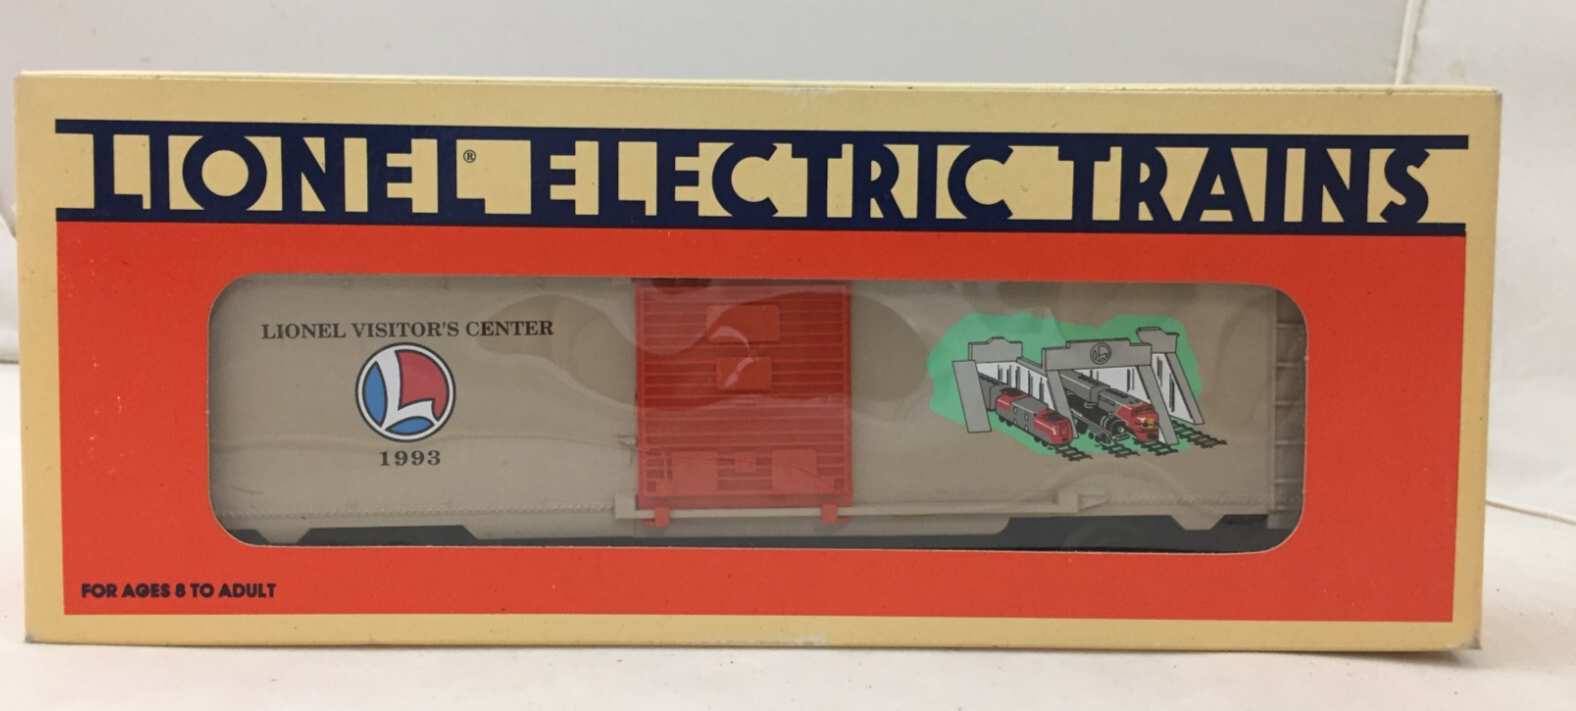 LIONEL® ELECTRIC TRAINS
LIONEL VISITOR'S CENTER
L
1993
FOR AGES 8 TO ADULT